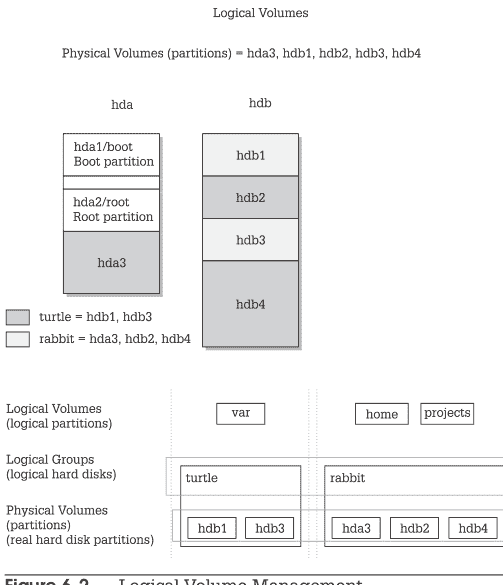 Logical Volumes
Physical Volumes (partitions) = hda3, hdb1, hdb2, hdb3, hdb4
hda
hdb
hda1/boot
Boot partition
hda2/root
Root partition
hda3
hdb1
hdb2
hdb3
hdb4
turtle = hdb1, hdb3
rabbit = hda3, hdb2, hdb4
Logical Volumes
(logical partitions)
var
home
projects
Logical Groups
(logical hard disks)
turtle
rabbit
Physical Volumes
(partitions)
(real hard disk partitions)
hdb1
hdb3
hda3
hdb2
hdb4
Figure 6-2 Logical Volume Management